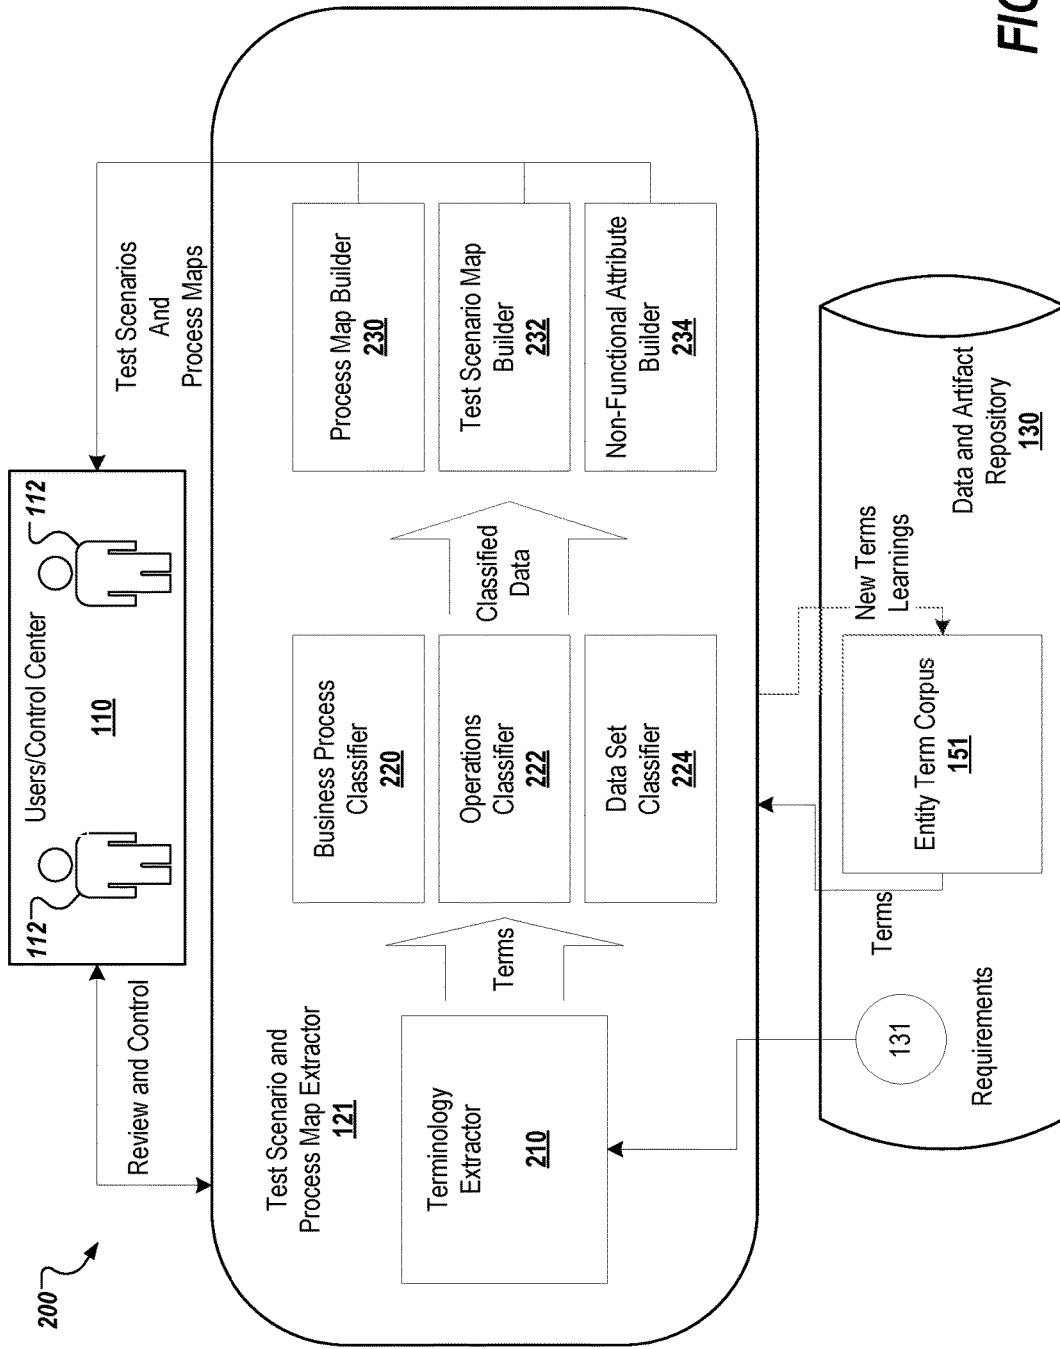 200
Review and Control
112
Users/Control Center
110
112
Test Scenarios
And
Process Maps
Test Scenario and
Process Map Extractor
121
Terminology
Extractor
210
Terms
Business Process
Classifier
220
Operations
Classifier
222
Data Set
Classifier
224
Classified
Data
Process Map Builder
230
Test Scenario Map
Builder
232
Non-Functional Attribute
Builder
234
131
Requirements
Terms
Entity Term Corpus
151
New Terms
Learnings
Data and Artifact
Repository
130
FIG